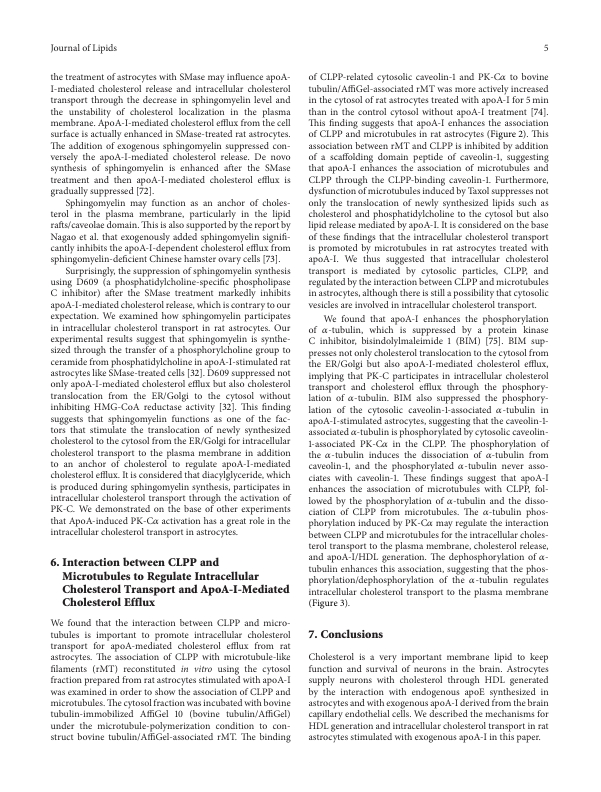 Journal of Lipids
5
the treatment of astrocytes with SMase may influence apoA-
I-mediated cholesterol release and intracellular cholesterol
transport through the decrease in sphingomyelin level and
the unstability of cholesterol localization in the plasma
membrane. ApoA-I-mediated cholesterol efflux from the cell
surface is actually enhanced in SMase-treated rat astrocytes.
The addition of exogenous sphingomyelin suppressed con-
versely the apoA-I-mediated cholesterol release. De novo
synthesis of sphingomyelin is enhanced after the SMase
treatment and then apoA-I-mediated cholesterol efflux is
gradually suppressed [72].
Sphingomyelin may function as an anchor of choles-
terol in the plasma membrane, particularly in the lipid
rafts/caveolae domain. This is also supported by the report by
Nagao et al. that exogenously added sphingomyelin signifi-
cantly inhibits the apoA-I-dependent cholesterol efflux from
sphingomyelin-deficient Chinese hamster ovary cells [73].
Surprisingly, the suppression of sphingomyelin synthesis
using D609 (a phosphatidylcholine-specific phospholipase
C inhibitor) after the SMase treatment markedly inhibits
apoA-I-mediated cholesterol release, which is contrary to our
expectation. We examined how sphingomyelin participates
in intracellular cholesterol transport in rat astrocytes. Our
experimental results suggest that sphingomyelin is synthe-
sized through the transfer of a phosphorylcholine group to
ceramide from phosphatidylcholine in apoA-I-stimulated rat
astrocytes like SMase-treated cells [32]. D609 suppressed not
only apoA-I-mediated cholesterol efflux but also cholesterol
translocation from the ER/Golgi to the cytosol without
inhibiting HMG-CoA reductase activity [32]. This finding
suggests that sphingomyelin functions as one of the fac-
tors that stimulate the translocation of newly synthesized
cholesterol to the cytosol from the ER/Golgi for intracellular
cholesterol transport to the plasma membrane in addition
to an anchor of cholesterol to regulate apoA-I-mediated
cholesterol efflux. It is considered that diacylglyceride, which
is produced during sphingomyelin synthesis, participates in
intracellular cholesterol transport through the activation of
PK-C. We demonstrated on the base of other experiments
that ApoA-induced PK-Cα activation has a great role in the
intracellular cholesterol transport in astrocytes.
6. Interaction between CLPP and
Microtubules to Regulate Intracellular
Cholesterol Transport and ApoA-I-Mediated
Cholesterol Efflux
We found that the interaction between CLPP and micro-
tubules is important to promote intracellular cholesterol
transport for apoA-mediated cholesterol efflux from rat
astrocytes. The association of CLPP with microtubule-like
filaments (rMT) reconstituted in vitro using the cytosol
fraction prepared from rat astrocytes stimulated with apoA-I
was examined in order to show the association of CLPP and
microtubules. The cytosol fraction was incubated with bovine
tubulin-immobilized AffiGel 10 (bovine tubulin/AffiGel)
under the microtubule-polymerization condition to con-
struct bovine tubulin/AffiGel-associated rMT. The binding
of CLPP-related cytosolic caveolin-1 and PK-Cα to bovine
tubulin/AffiGel-associated rMT was more actively increased
in the cytosol of rat astrocytes treated with apoA-I for 5 min
than in the control cytosol without apoA-I treatment [74].
This finding suggests that apoA-I enhances the association
of CLPP and microtubules in rat astrocytes (Figure 2). This
association between rMT and CLPP is inhibited by addition
of a scaffolding domain peptide of caveolin-1, suggesting
that apoA-I enhances the association of microtubules and
CLPP through the CLPP-binding caveolin-1. Furthermore,
dysfunction of microtubules induced by Taxol suppresses not
only the translocation of newly synthesized lipids such as
cholesterol and phosphatidylcholine to the cytosol but also
lipid release mediated by apoA-I. It is considered on the base
of these findings that the intracellular cholesterol transport
is promoted by microtubules in rat astrocytes treated with
apoA-I. We thus suggested that intracellular cholesterol
transport is mediated by cytosolic particles, CLPP, and
regulated by the interaction between CLPP and microtubules
in astrocytes, although there is still a possibility that cytosolic
vesicles are involved in intracellular cholesterol transport.
We found that apoA-I enhances the phosphorylation
of α-tubulin, which is suppressed by a protein kinase
C inhibitor, bisindolylmaleimide 1 (BIM) [75]. BIM sup-
presses not only cholesterol translocation to the cytosol from
the ER/Golgi but also apoA-I-mediated cholesterol efflux,
implying that PK-C participates in intracellular cholesterol
transport and cholesterol efflux through the phosphory-
lation of α-tubulin. BIM also suppressed the phosphory-
lation of the cytosolic caveolin-1-associated α-tubulin in
apoA-I-stimulated astrocytes, suggesting that the caveolin-1-
associated α-tubulin is phosphorylated by cytosolic caveolin-
1-associated PK-Cα in the CLPP. The phosphorylation of
the α-tubulin induces the dissociation of α-tubulin from
caveolin-1, and the phosphorylated α-tubulin never asso-
ciates with caveolin-1. These findings suggest that apoA-I
enhances the association of microtubules with CLPP, fol-
lowed by the phosphorylation of α-tubulin and the disso-
ciation of CLPP from microtubules. The α-tubulin phos-
phorylation induced by PK-Cα may regulate the interaction
between CLPP and microtubules for the intracellular choles-
terol transport to the plasma membrane, cholesterol release,
and apoA-I/HDL generation. The dephosphorylation of α-
tubulin enhances this association, suggesting that the phos-
phorylation/dephosphorylation of the α-tubulin regulates
intracellular cholesterol transport to the plasma membrane
(Figure 3).
7. Conclusions
Cholesterol is a very important membrane lipid to keep
function and survival of neurons in the brain. Astrocytes
supply neurons with cholesterol through HDL generated
by the interaction with endogenous apoE synthesized in
astrocytes and with exogenous apoA-I derived from the brain
capillary endothelial cells. We described the mechanisms for
HDL generation and intracellular cholesterol transport in rat
astrocytes stimulated with exogenous apoA-I in this paper.